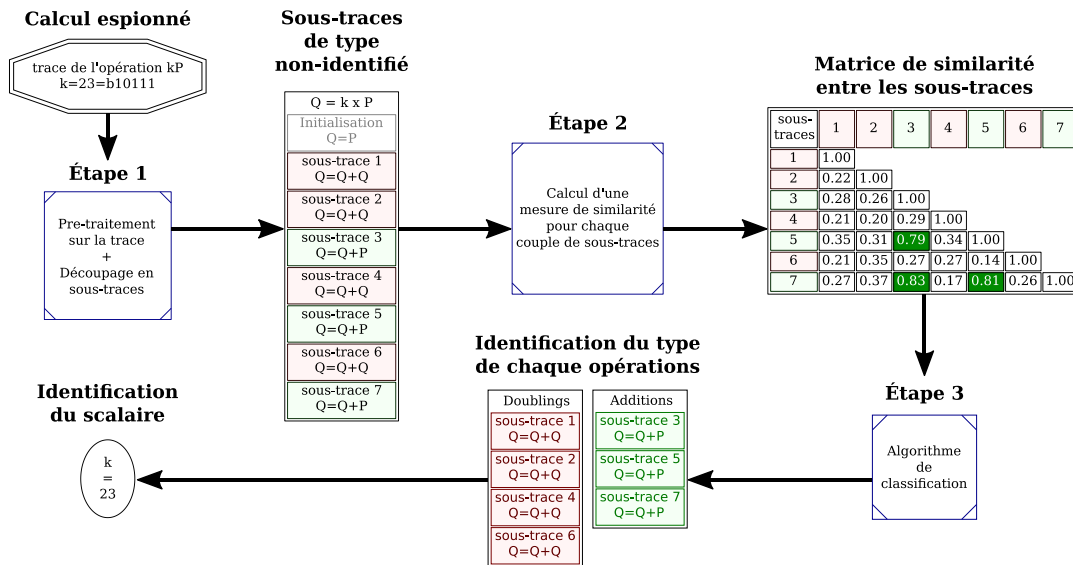 Calcul espionné
trace de l'opération kP
k=23=b10111
Étape 1
Pre-traitement
sur la trace
+
Découpage en
sous-traces
Sous-traces
de type
non-identifié
Q = k x P
Initialisation
Q=P
sous-trace 1
Q=Q+Q
sous-trace 2
Q=Q+Q
sous-trace 3
Q=Q+P
sous-trace 4
Q=Q+Q
sous-trace 5
Q=Q+P
sous-trace 6
Q=Q+Q
sous-trace 7
Q=Q+P
Étape 2
Calcul d'une
mesure de similarité
pour chaque
couple de sous-traces
Matrice de similarité
entre les sous-traces
sous-
traces 1 2 3 4 5 6 7
1 1.00
2 0.22 1.00
3 0.28 0.26 1.00
4 0.21 0.20 0.29 1.00
5 0.35 0.31 0.79 0.34 1.00
6 0.21 0.35 0.27 0.27 0.14 1.00
7 0.27 0.37 0.83 0.17 0.81 0.26 1.00
Étape 3
Algorithme
de
classification
Identification du type
de chaque opérations
Doublings
sous-trace 1
Q=Q+Q
sous-trace 2
Q=Q+Q
sous-trace 4
Q=Q+Q
sous-trace 6
Q=Q+Q
Additions
sous-trace 3
Q=Q+P
sous-trace 5
Q=Q+P
sous-trace 7
Q=Q+P
Identification
du scalaire
k
=
23